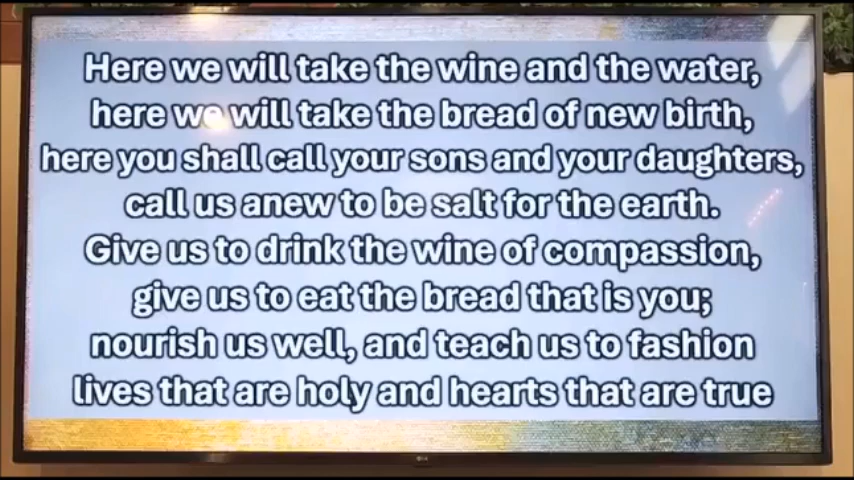 Here we will take the wine and the water,
here we will take the bread of new birth,
here you shall call your sons and your daughters,
call us anew to be salt for the earth.
Give us to drink the wine of compassion,
give us to eat the bread that is you;
nourish us well, and teach us to fashion
lives that are holy and hearts that are true
LG